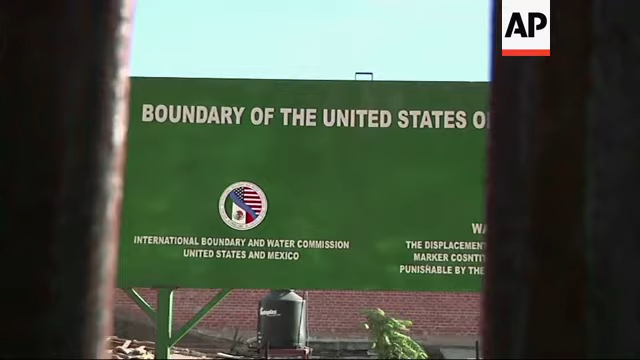 AP
BOUNDARY OF THE UNITED STATES O
INTERNATIONAL BOUNDARY AND WATER COMMISSION
UNITED STATES AND MEXICO
WA
THE DISPLACEMENT
MARKER COSNTIT
PUNISHABLE BY THE